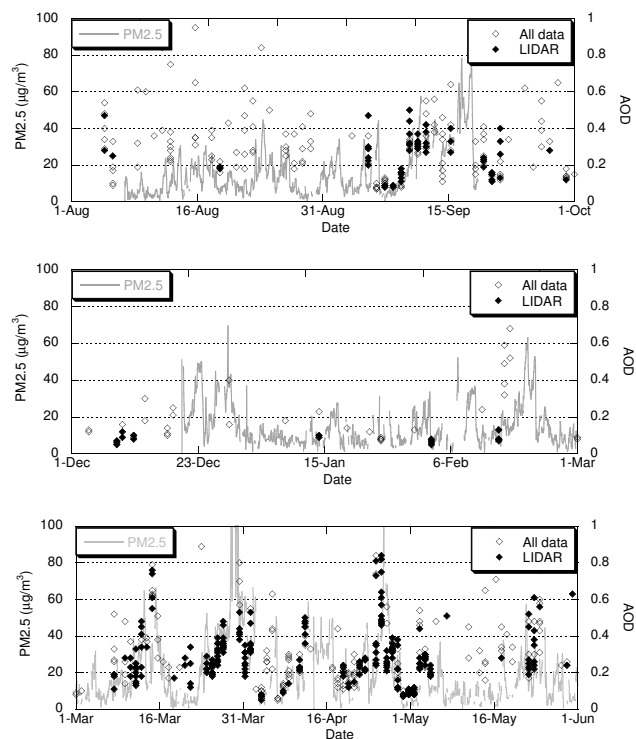 100
80
60
40
20
0
PM2.5 (µg/m³)
PM2.5
All data
LIDAR
1
0.8
0.6
0.4
0.2
0
AOD
1-Aug
16-Aug
31-Aug
15-Sep
1-Oct
Date
100
80
60
40
20
0
PM2.5 (µg/m³)
PM2.5
All data
LIDAR
1
0.8
0.6
0.4
0.2
0
AOD
1-Dec
23-Dec
15-Jan
6-Feb
1-Mar
Date
100
80
60
40
20
0
PM2.5 (µg/m³)
PM2.5
All data
LIDAR
1
0.8
0.6
0.4
0.2
0
AOD
1-Mar
16-Mar
31-Mar
16-Apr
1-May
16-May
1-Jun
Date